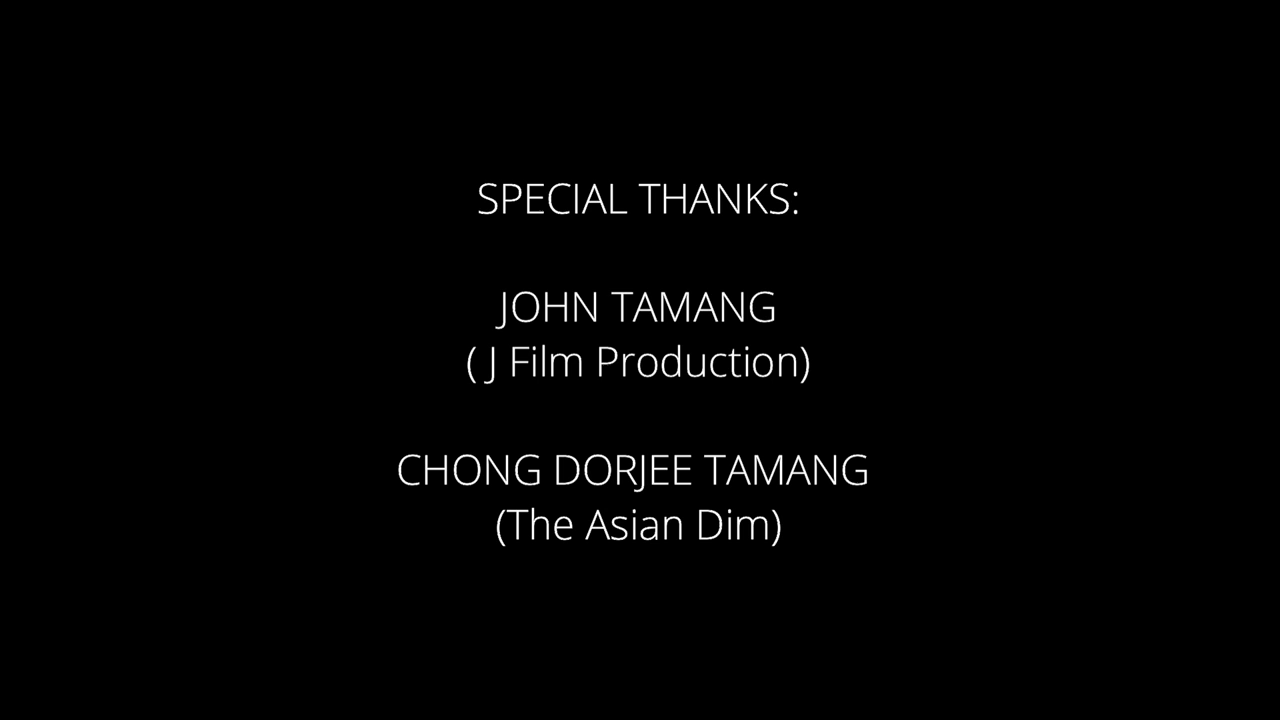 SPECIAL THANKS:
JOHN TAMANG
( J Film Production)
CHONG DORJEE TAMANG
(The Asian Dim)